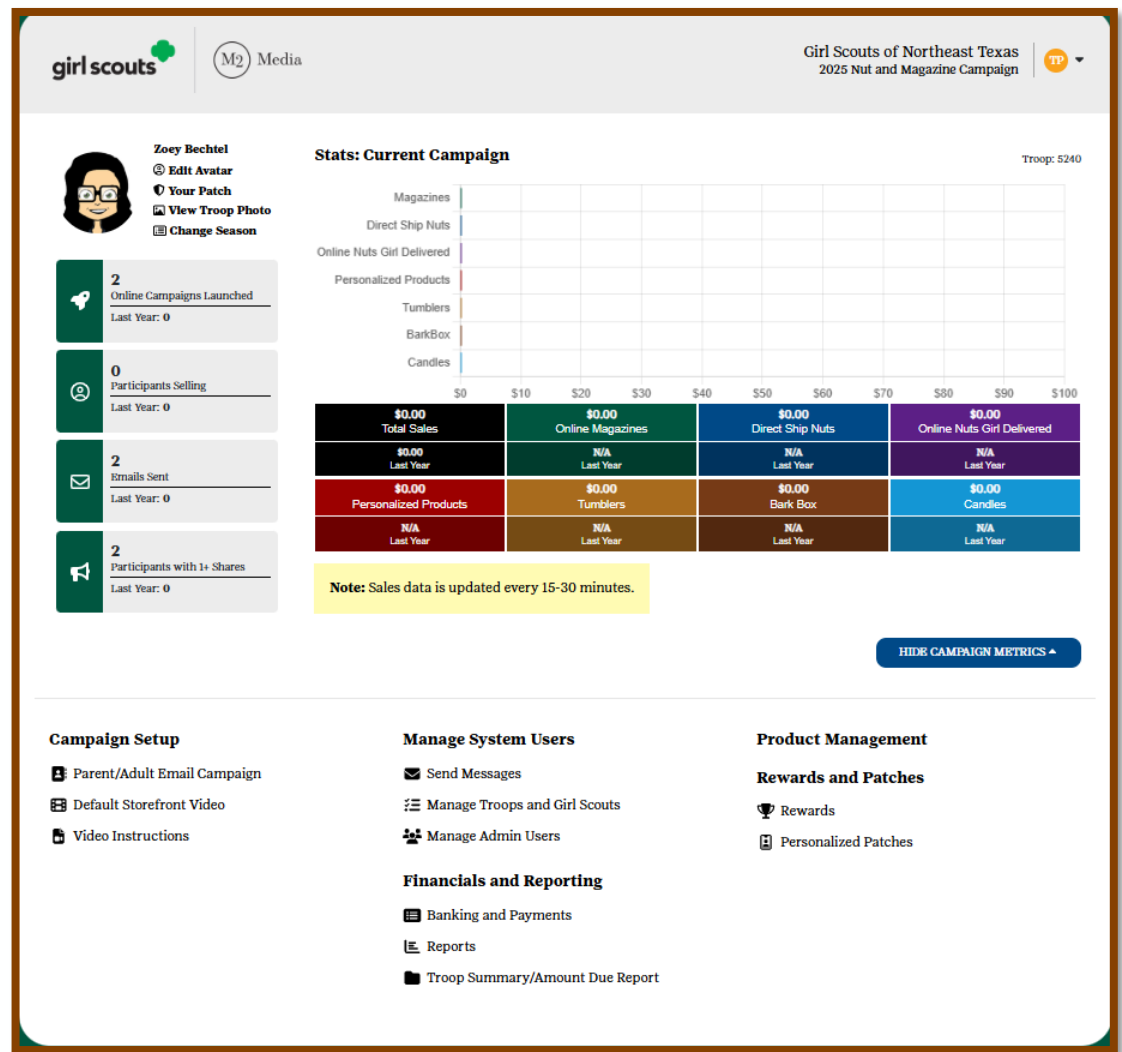 girl scouts
M2 Media
Girl Scouts of Northeast Texas
2025 Nut and Magazine Campaign
TP
Zoey Bechtel
Edit Avatar
Your Patch
View Troop Photo
Change Season
2
Online Campaigns Launched
Last Year: 0
0
Participants Selling
Last Year: 0
2
Emails Sent
Last Year: 0
2
Participants with 1+ Shares
Last Year: 0
Stats: Current Campaign
Troop: 5240
Magazines
Direct Ship Nuts
Online Nuts Girl Delivered
Personalized Products
Tumblers
BarkBox
Candles
$0 $10 $20 $30 $40 $50 $60 $70 $80 $90 $100
$0.00 $0.00 $0.00 $0.00
Total Sales Online Magazines Direct Ship Nuts Online Nuts Girl Delivered
$0.00 N/A N/A N/A
Last Year Last Year Last Year Last Year
$0.00 $0.00 $0.00 $0.00
Personalized Products Tumblers Bark Box Candles
N/A N/A N/A N/A
Last Year Last Year Last Year Last Year
Note: Sales data is updated every 15-30 minutes.
HIDE CAMPAIGN METRICS
Campaign Setup
Parent/Adult Email Campaign
Default Storefront Video
Video Instructions
Manage System Users
Send Messages
Manage Troops and Girl Scouts
Manage Admin Users
Financials and Reporting
Banking and Payments
Reports
Troop Summary/Amount Due Report
Product Management
Rewards and Patches
Rewards
Personalized Patches